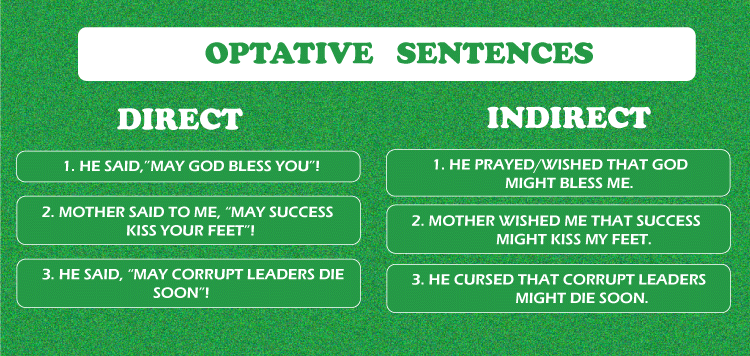 OPTATIVE SENTENCES
DIRECT
1. HE SAID,"MAY GOD BLESS YOU"!
2. MOTHER SAID TO ME, "MAY SUCCESS
KISS YOUR FEET"!
3. HE SAID, "MAY CORRUPT LEADERS DIE
SOON"!
INDIRECT
1. HE PRAYED/WISHED THAT GOD
MIGHT BLESS ME.
2. MOTHER WISHED ME THAT SUCCESS
MIGHT KISS MY FEET.
3. HE CURSED THAT CORRUPT LEADERS
MIGHT DIE SOON.